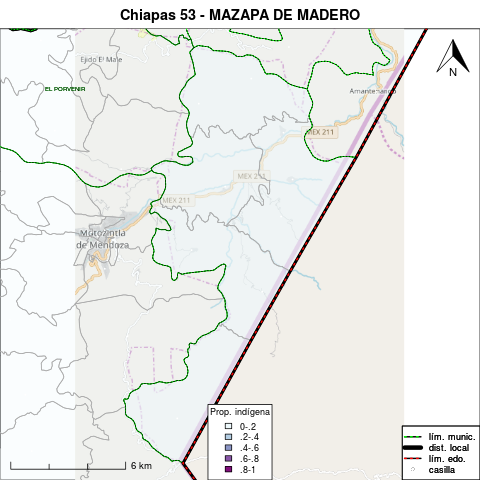 Chiapas 53 - MAZAPA DE MADERO
Ejido El Male
EL PORVENIR
Amantenango
N
MEX 211
MEX 211
MEX 211
Motozintla
de Mendoza
Prop. indígena
0-.2
.2-.4
.4-.6
.6-.8
.8-1
6 km
lím. munic.
dist. local
lím. edo.
casilla